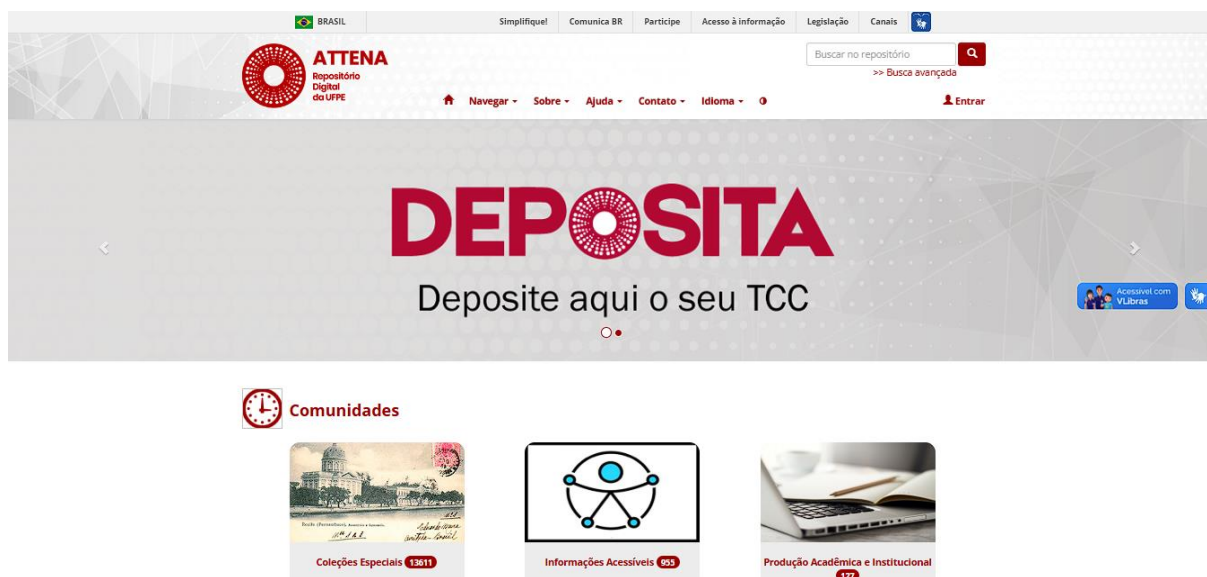 BRASIL
Simplifique!
Comunica BR
Participe
Acesso à informação
Legislação
Canais
ATTENA
Repositório
Digital
da UFPE
Buscar no repositório
>> Busca avançada
Navegar
Sobre
Ajuda
Contato
Idioma
Entrar
DEPOSITA
Deposite aqui o seu TCC
Acessível com
VLibras
Comunidades
Coleções Especiais 13611
Informações Acessíveis 955
Produção Acadêmica e Institucional
177